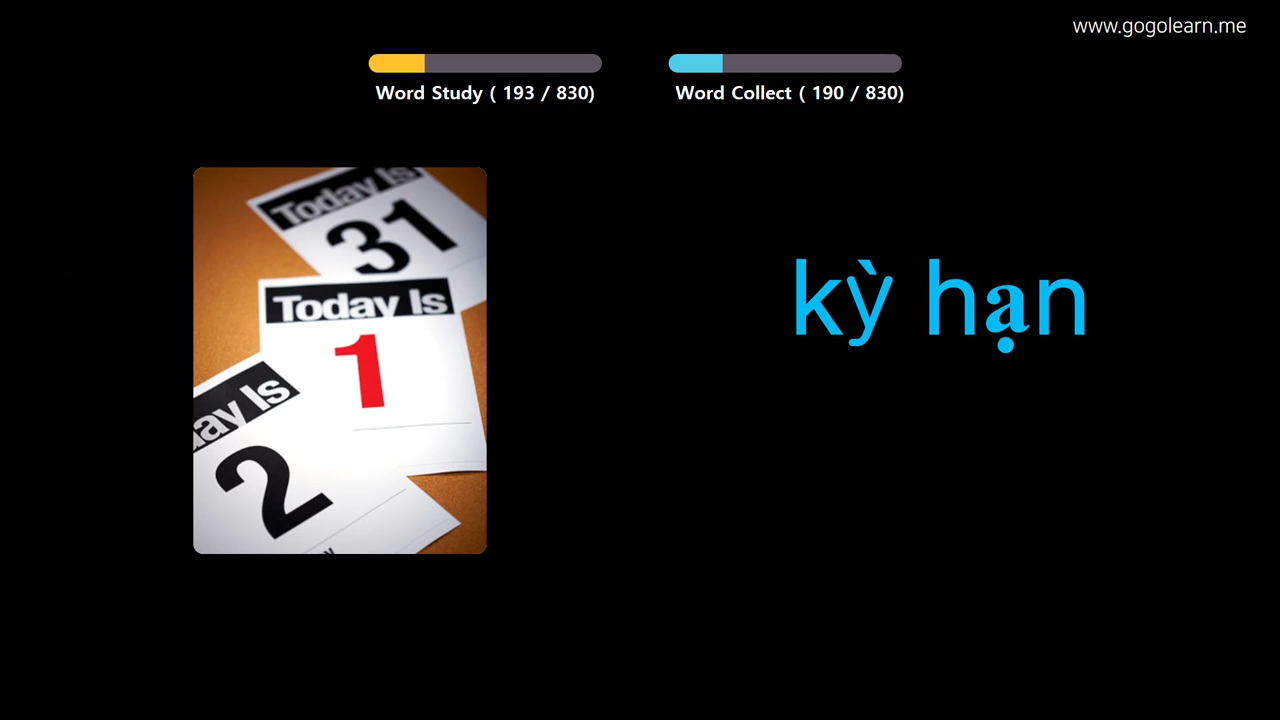 www.gogolearn.me
Word Study ( 193 / 830)
Word Collect ( 190 / 830)
Today Is
31
Today Is
1
ay Is
2
kỳ hạn